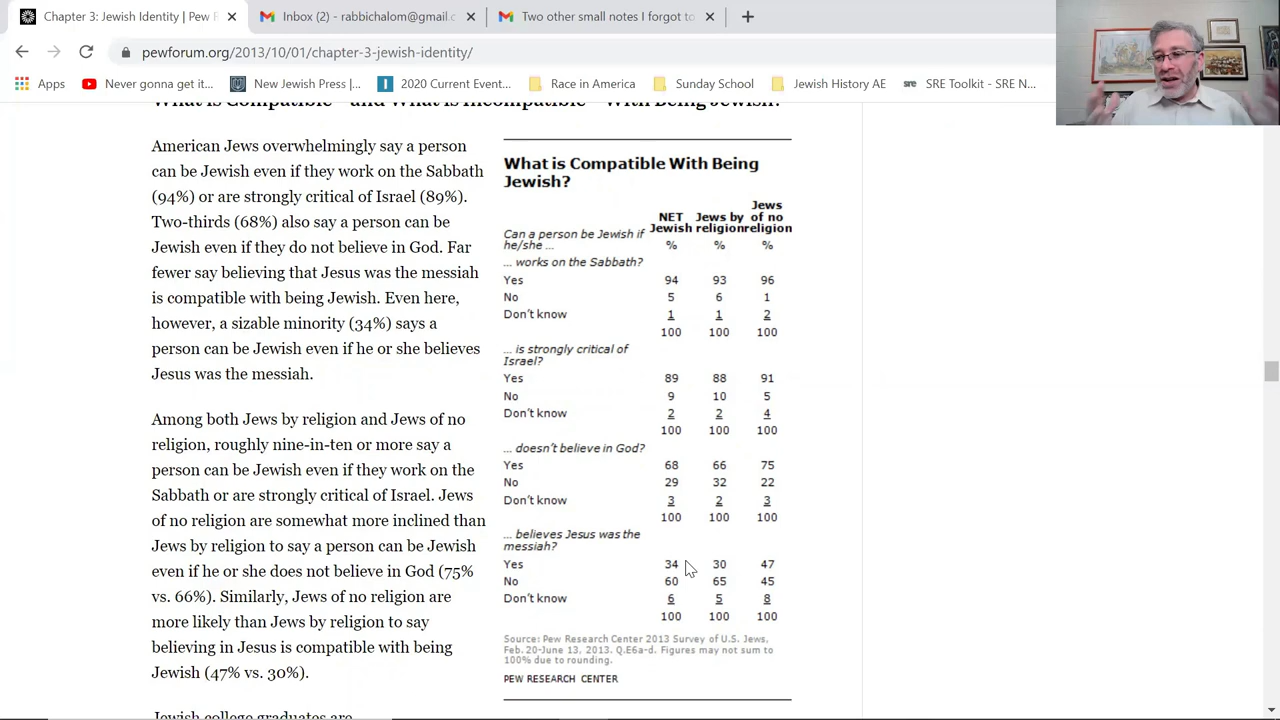 Chapter 3: Jewish Identity | Pew
Inbox (2) - rabbichalom@gmail.
Two other small notes I forgot to
pewforum.org/2013/10/01/chapter-3-jewish-identity/
Apps
Never gonna get it...
New Jewish Press |...
20th Current Event...
Race in America
Sunday School
Jewish History AE
sre SRE Toolkit - SRE N...
What is Compatible – and What is Incompatible – With Being Jewish?
American Jews overwhelmingly say a person
can be Jewish even if they work on the Sabbath
(94%) or are strongly critical of Israel (89%).
Two-thirds (68%) also say a person can be
Jewish even if they do not believe in God. Far
fewer say believing that Jesus was the messiah
is compatible with being Jewish. Even here,
however, a sizable minority (34%) says a
person can be Jewish even if he or she believes
Jesus was the messiah.
Among both Jews by religion and Jews of no
religion, roughly nine-in-ten or more say a
person can be Jewish even if they work on the
Sabbath or are strongly critical of Israel. Jews
of no religion are somewhat more inclined than
Jews by religion to say a person can be Jewish
even if he or she does not believe in God (75%
vs. 66%). Similarly, Jews of no religion are
more likely than Jews by religion to say
believing in Jesus is compatible with being
Jewish (47% vs. 30%).
Jewish college graduates are
What is Compatible With Being
Jewish?
NET Jewish
Jews by religion
Jews of no religion
Can a person be Jewish if
he/she ... % % %
... works on the Sabbath?
Yes 94 93 96
No 5 6 1
Don't know 1 1 2
100 100 100
... is strongly critical of
Israel?
Yes 89 88 91
No 9 10 5
Don't know 2 2 4
100 100 100
... doesn't believe in God?
Yes 68 66 75
No 29 32 22
Don't know 3 2 3
100 100 100
... believes Jesus was the
messiah?
Yes 34 30 47
No 60 65 45
Don't know 6 5 8
100 100 100
Source: Pew Research Center 2013 Survey of U.S. Jews,
Feb. 20-June 13, 2013. Q.E6a-d. Figures may not sum to
100% due to rounding.
PEW RESEARCH CENTER